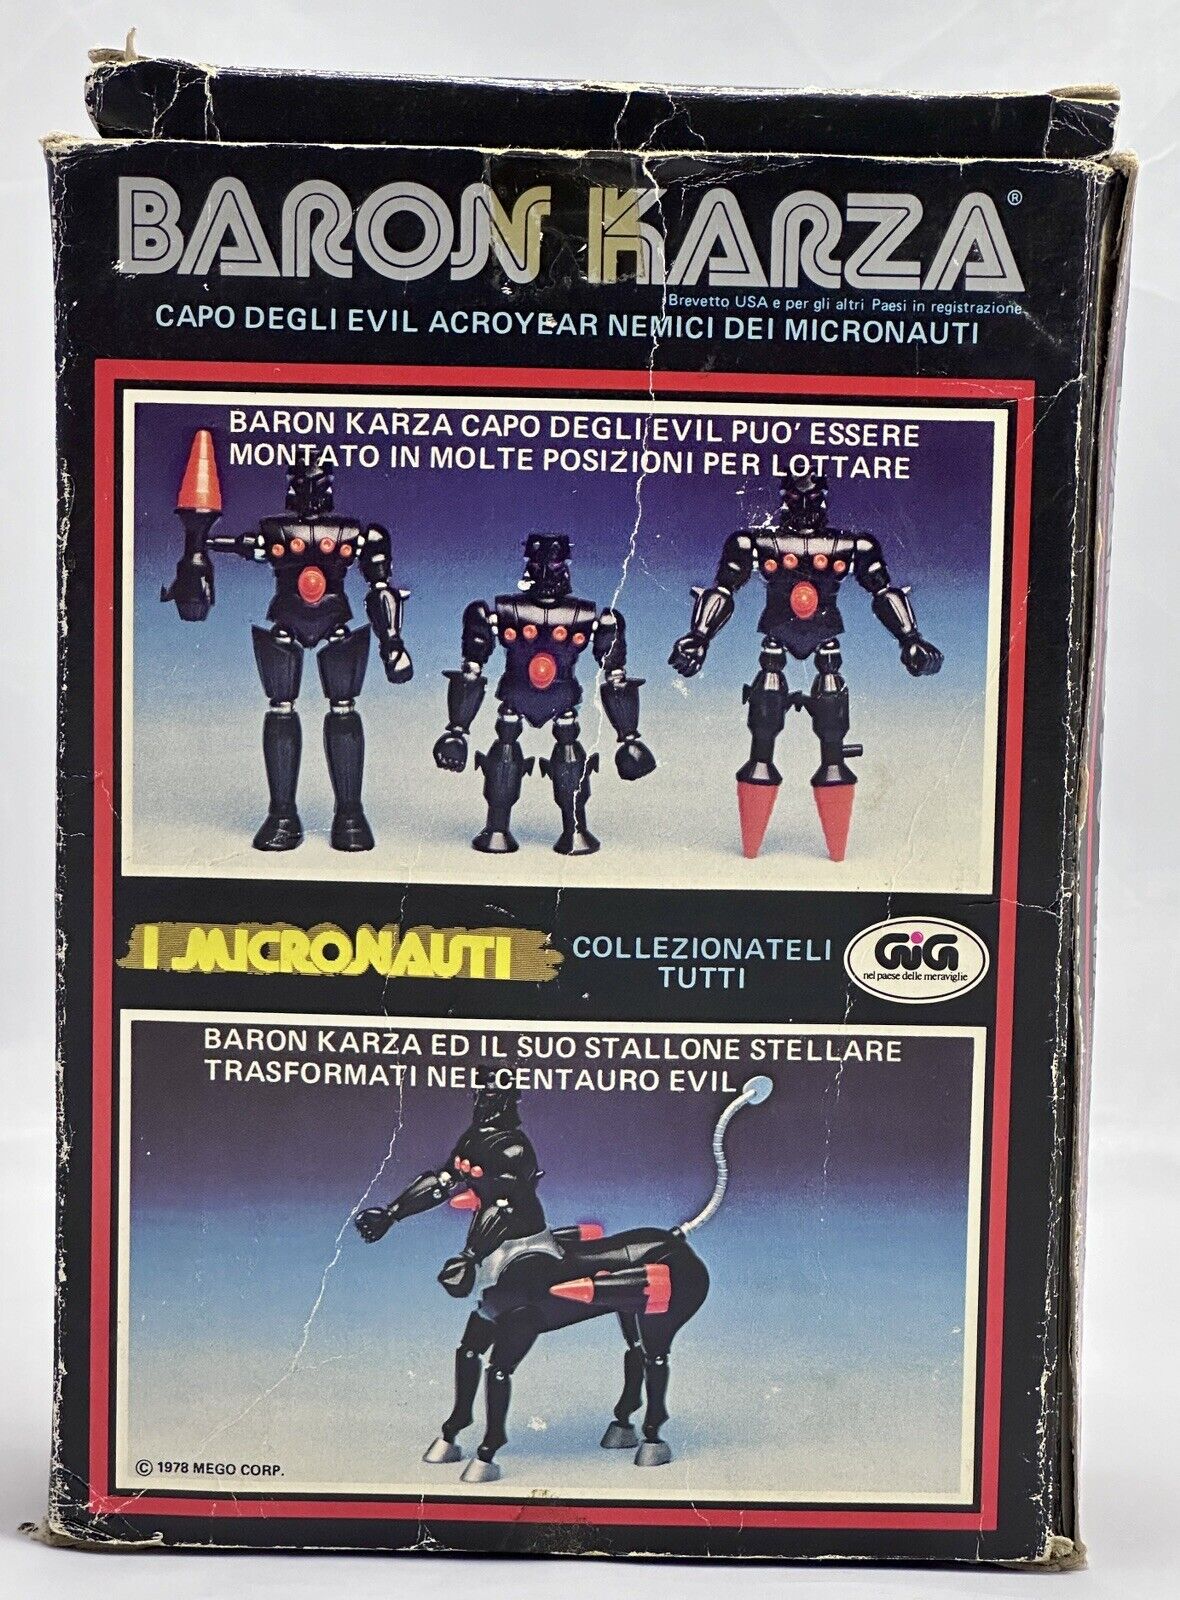 BARON KARZA®
Brevetto USA e per gli altri Paesi in registrazione
CAPO DEGLI EVIL ACROYEAR NEMICI DEI MICRONAUTI
BARON KARZA CAPO DEGLI EVIL PUO' ESSERE
MONTATO IN MOLTE POSIZIONI PER LOTTARE
I MICRONAUTI
COLLEZIONATELI
TUTTI
GiG
nel paese delle meraviglie
BARON KARZA ED IL SUO STALLONE STELLARE
TRASFORMATI NEL CENTAURO EVIL
© 1978 MEGO CORP.